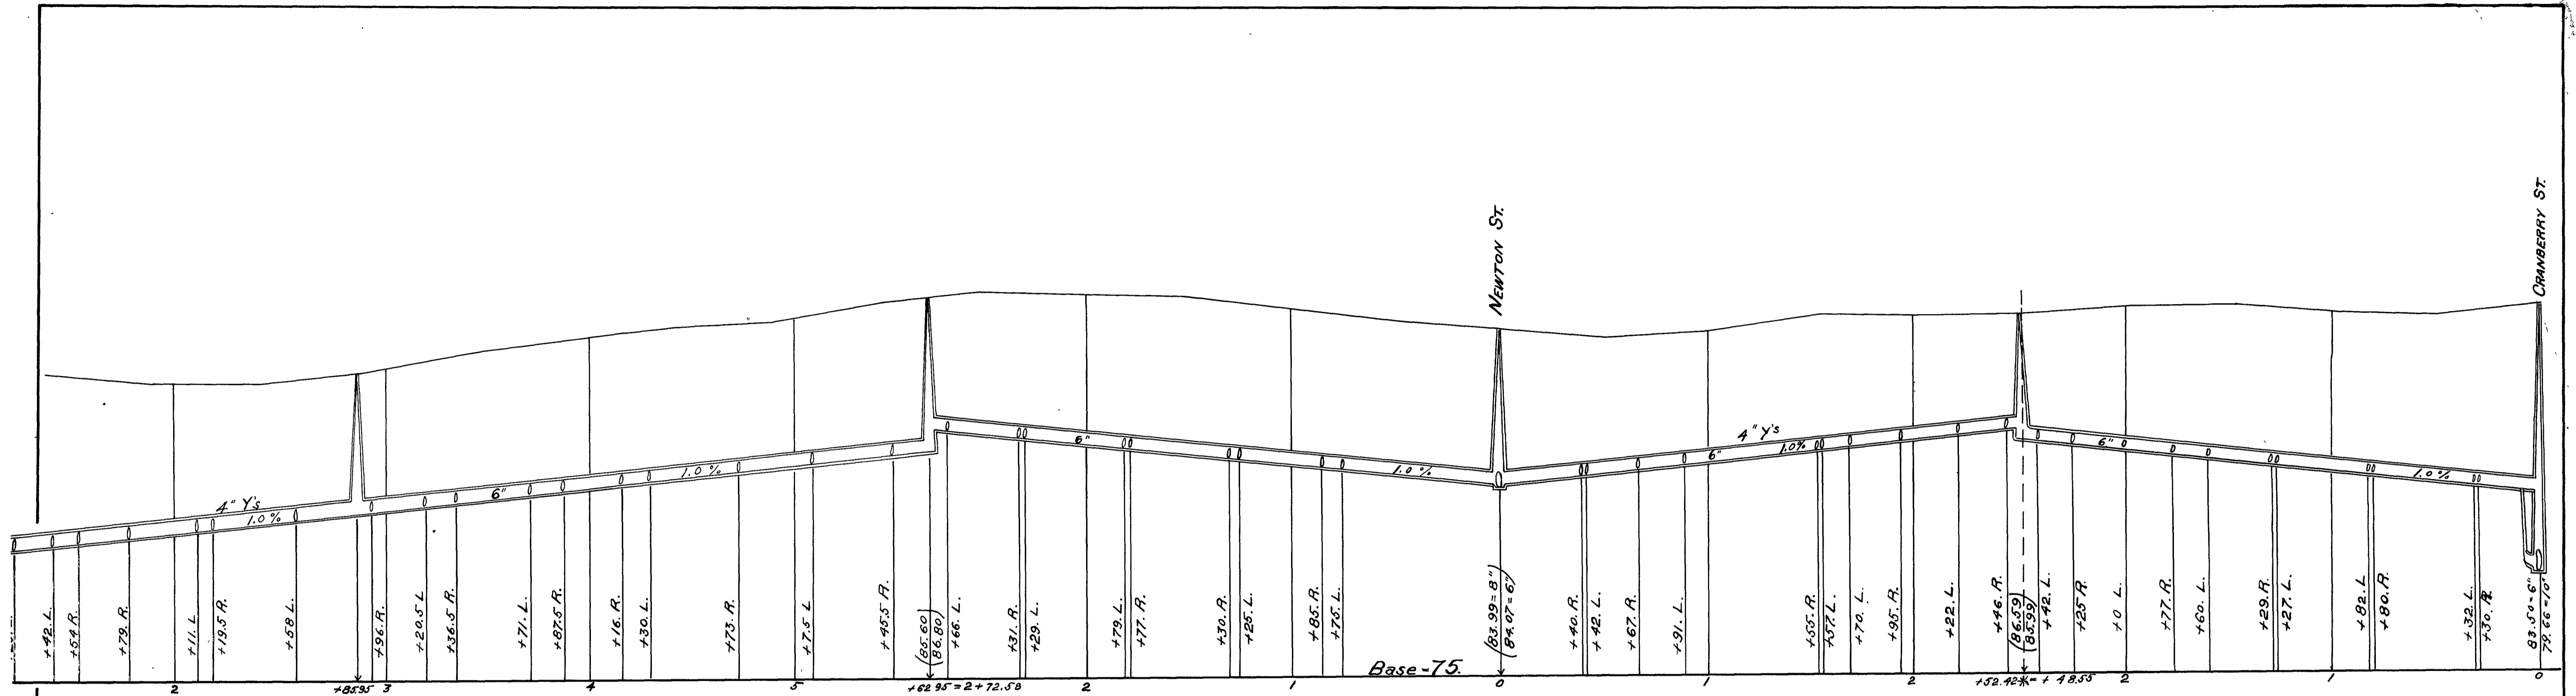 NEWTON ST.
CRANBERRY ST.
4" Y's
1.0 %
6"
1.0 %
6"
1.0 %
4" Y's
6"
1.0%
6"
1.0 %
+42. L.
+54 R.
+79. R.
+11. L
+19.5 R.
+58 L.
+96. R.
+20.5 L
+36.5 R.
+71. L.
+87.5 R.
+16. R.
+30. L.
+73. R.
+7.5 L
+45.5 R.
(85.60)
(86.80)
+66. L.
+31. R.
+29. L.
+79. L.
+77. R.
+30. R.
+25. L.
+85. R.
+75. L.
(83.99=8")
(84.07=6")
+40. R.
+42. L.
+67. R.
+91. L.
+55. R.
+57. L.
+70. L.
+95. R.
+22. L.
+46. R.
(86.59)
(85.99)
+42. L.
+25 R
+0 L
+77. R.
+60. L.
+29. R
+27. L.
+82. L
+80. R.
+32. L.
+30. R.
83.50=6"
79.66=10"
Base - 75.
2
+85.95
3
4
5
+62.95 = 2 + 72.58
2
1
0
1
2
+52.42 = + 48.55
2
1
0